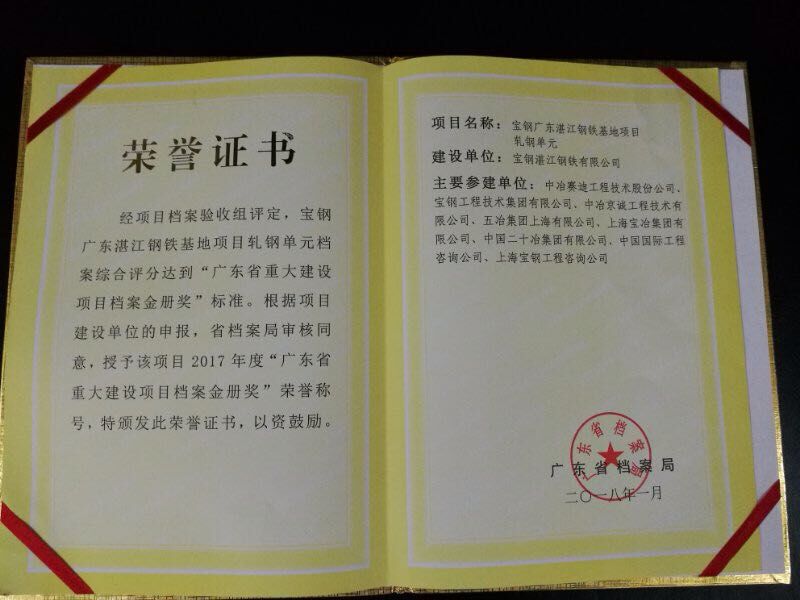 荣誉证书
经项目档案验收组评定，宝钢
广东湛江钢铁基地项目轧钢单元档
案综合评分达到“广东省重大建设
项目档案金册奖”标准。根据项目
建设单位的申报，省档案局审核同
意，授予该项目2017年度“广东省
重大建设项目档案金册奖”荣誉称
号，特颁发此荣誉证书，以资鼓励。
项目名称：宝钢广东湛江钢铁基地项目
轧钢单元
建设单位：宝钢湛江钢铁有限公司
主要参建单位：中冶赛迪工程技术股份公司、
宝钢工程技术集团有限公司、中冶京诚工程技术有
限公司、五冶集团上海有限公司、上海宝冶集团有
限公司、中国二十冶集团有限公司、中国国际工程
咨询公司、上海宝钢工程咨询公司
广东省档案局
广东省档案局
二〇一八年一月